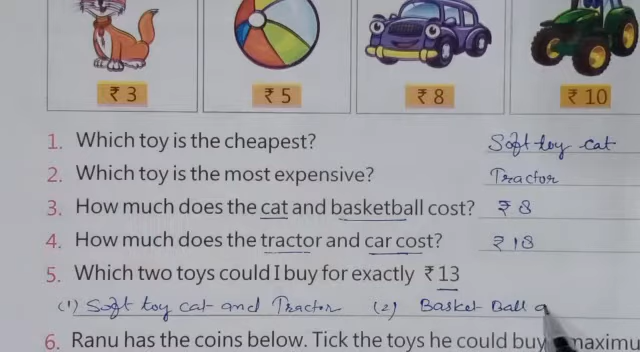 ₹ 3 ₹ 5 ₹ 8 ₹ 10
1. Which toy is the cheapest? Soft toy cat
2. Which toy is the most expensive? Tractor
3. How much does the cat and basketball cost? ₹ 8
4. How much does the tractor and car cost? ₹ 18
5. Which two toys could I buy for exactly ₹ 13
(1) Soft toy cat and Tractor (2) Basket Ball a
6. Ranu has the coins below. Tick the toys he could buy maximu